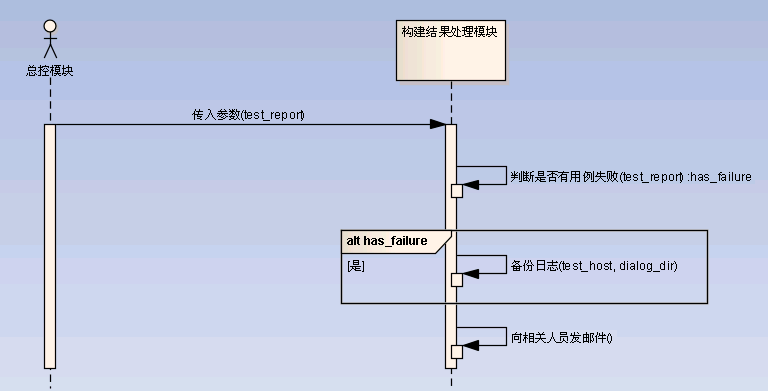 总控模块
构建结果处理模块
传入参数(test_report)
判断是否有用例失败(test_report) :has_failure
alt has_failure
[是]
备份日志(test_host, dialog_dir)
向相关人员发邮件()